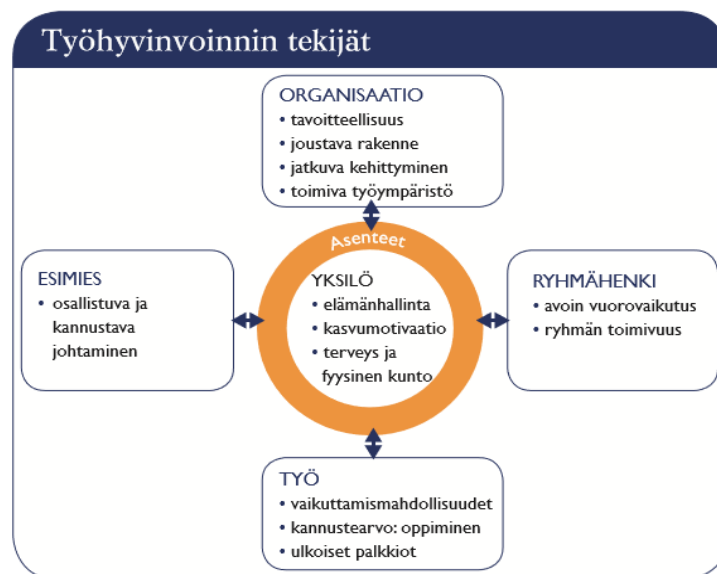 Työhyvinvoinnin tekijät
ORGANISAATIO
• tavoitteellisuus
• joustava rakenne
• jatkuva kehittyminen
• toimiva työympäristö
Asenteet
ESIMIES
• osallistuva ja
kannustava
johtaminen
YKSILÖ
• elämänhallinta
• kasvumotivaatio
• terveys ja
fyysinen kunto
RYHMÄHENKI
• avoin vuorovaikutus
• ryhmän toimivuus
TYÖ
• vaikuttamismahdollisuudet
• kannustearvo: oppiminen
• ulkoiset palkkiot